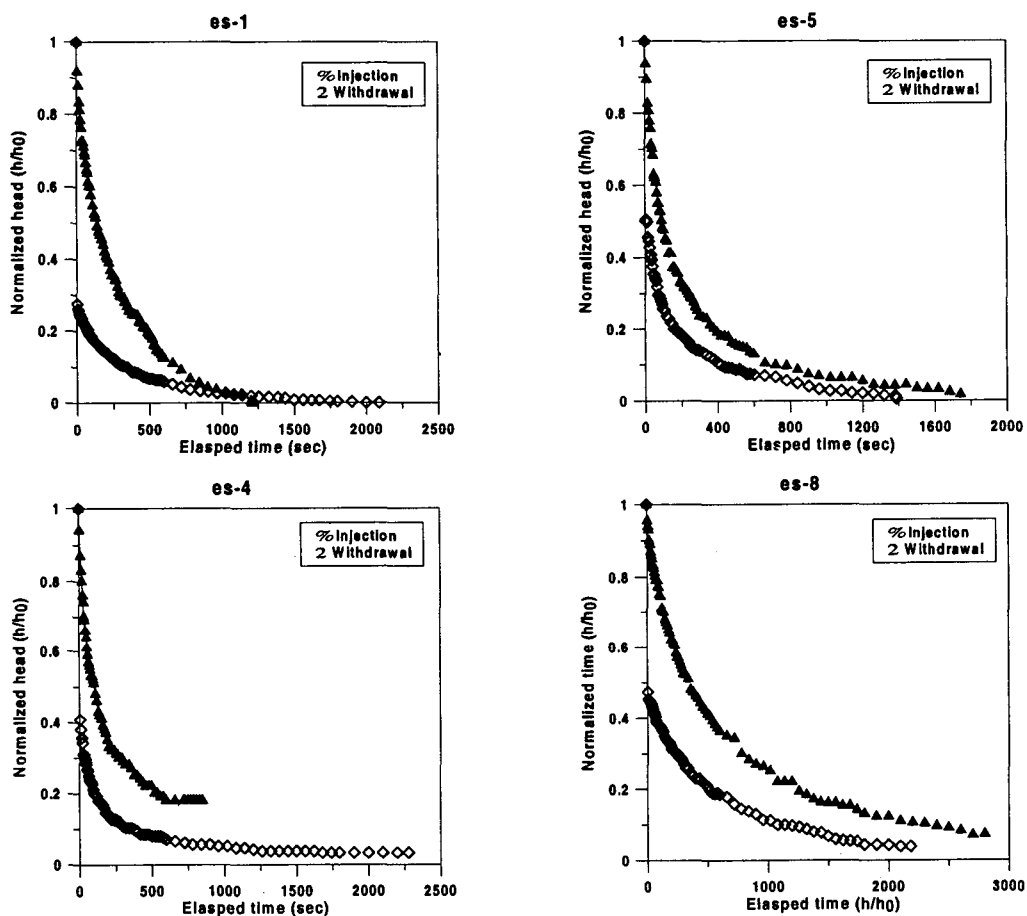 es-1
Normalized head (h/h0)
1
0.8
0.6
0.4
0.2
0
% Injection
2 Withdrawal
0 500 1000 1500 2000 2500
Elasped time (sec)
es-5
Normalized head (h/h0)
1
0.8
0.6
0.4
0.2
0
% Injection
2 Withdrawal
0 400 800 1200 1600 2000
Elasped time (sec)
es-4
Normalized head (h/h0)
1
0.8
0.6
0.4
0.2
0
% Injection
2 Withdrawal
0 500 1000 1500 2000 2500
Elasped time (sec)
es-8
Normalized time (h/h0)
1
0.8
0.6
0.4
0.2
0
% Injection
2 Withdrawal
0 1000 2000 3000
Elasped time (h/h0)